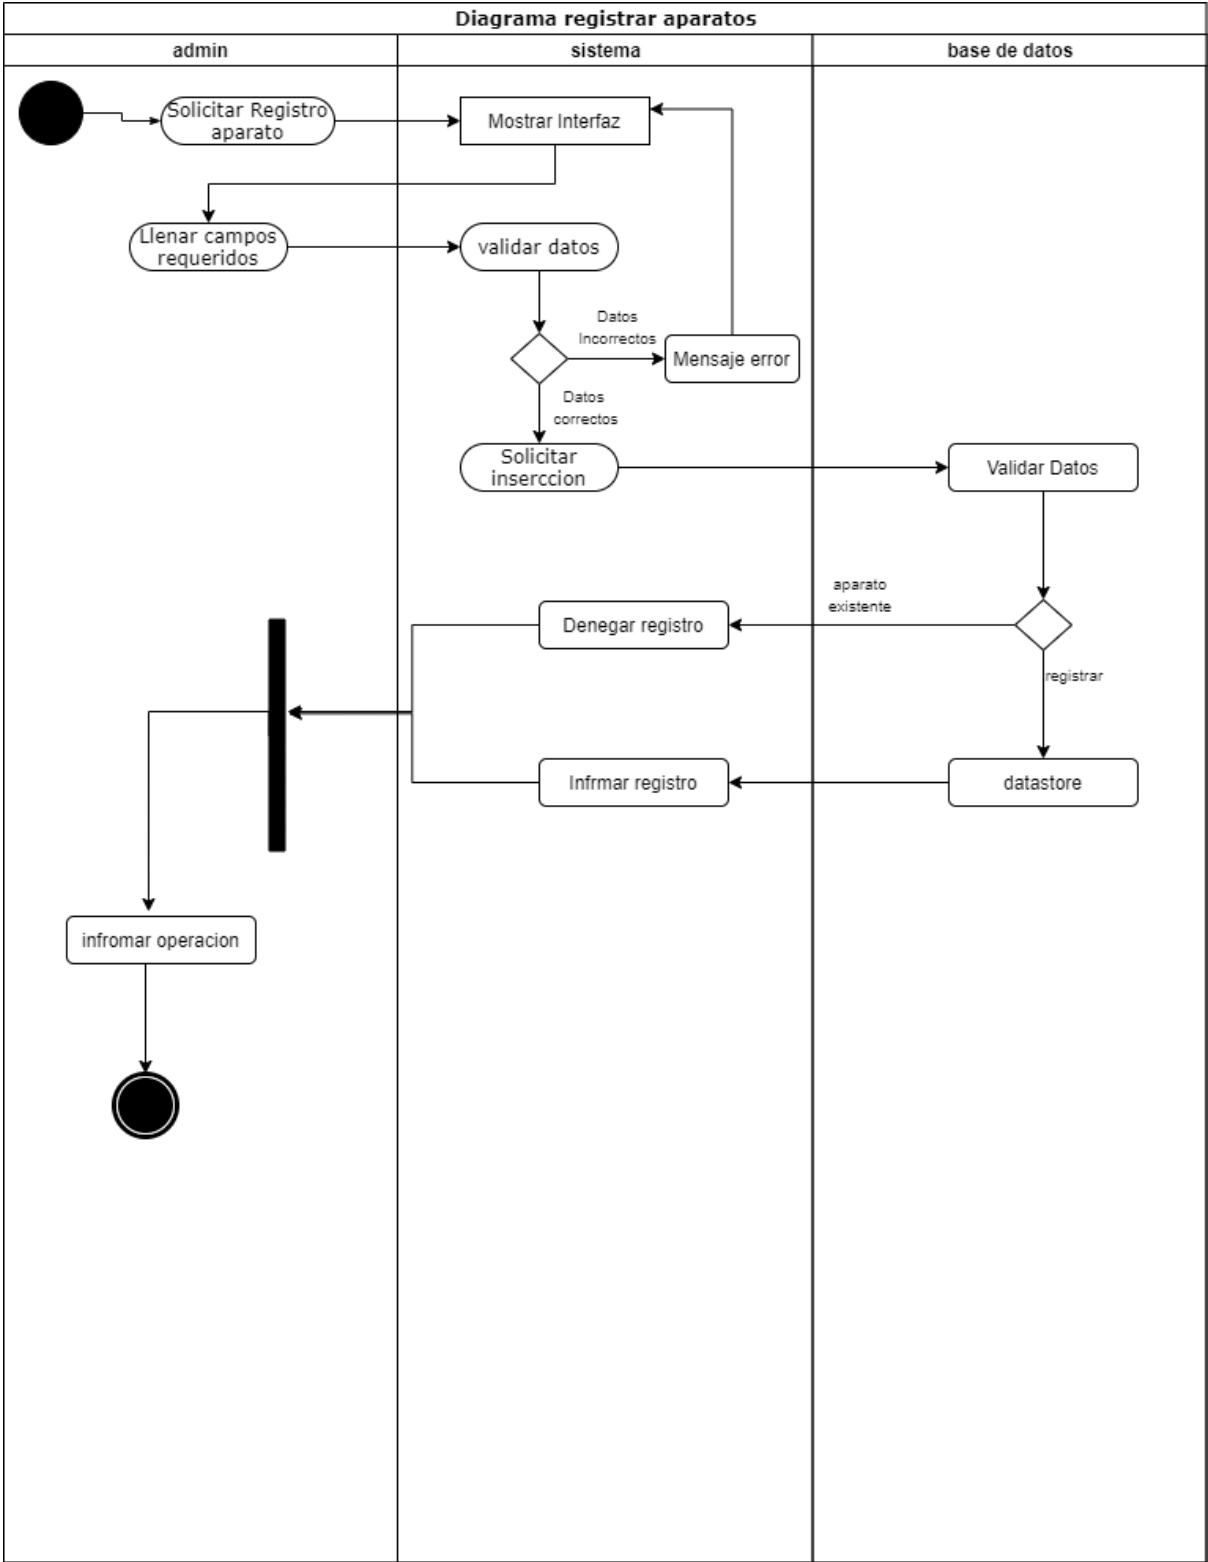 Diagrama registrar aparatos
admin
sistema
base de datos
Solicitar Registro
aparato
Mostrar Interfaz
Llenar campos
requeridos
validar datos
Datos
Incorrectos
Mensaje error
Datos
correctos
Solicitar
inserccion
Validar Datos
aparato
existente
Denegar registro
registrar
Infrmar registro
datastore
infromar operacion